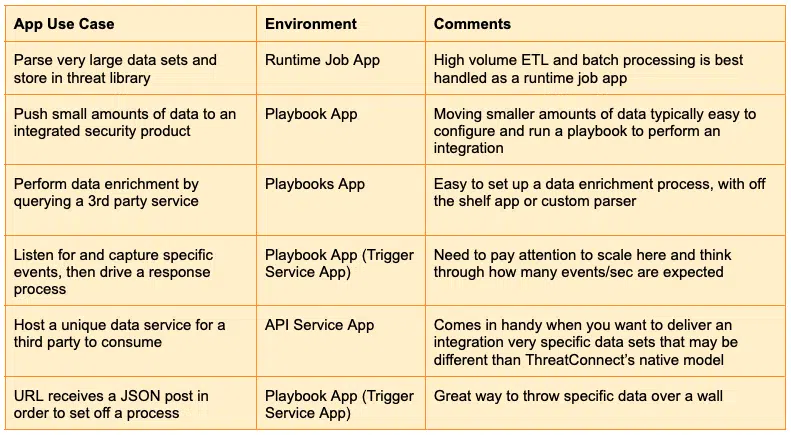 App Use Case
Environment
Comments
Parse very large data sets and
store in threat library
Runtime Job App
High volume ETL and batch processing is best
handled as a runtime job app
Push small amounts of data to an
integrated security product
Playbook App
Moving smaller amounts of data typically easy to
configure and run a playbook to perform an
integration
Perform data enrichment by
querying a 3rd party service
Playbooks App
Easy to set up a data enrichment process, with off
the shelf app or custom parser
Listen for and capture specific
events, then drive a response
process
Playbook App (Trigger
Service App)
Need to pay attention to scale here and think
through how many events/sec are expected
Host a unique data service for a
third party to consume
API Service App
Comes in handy when you want to deliver an
integration very specific data sets that may be
different than ThreatConnect's native model
URL receives a JSON post in
order to set off a process
Playbook App (Trigger
Service App)
Great way to throw specific data over a wall